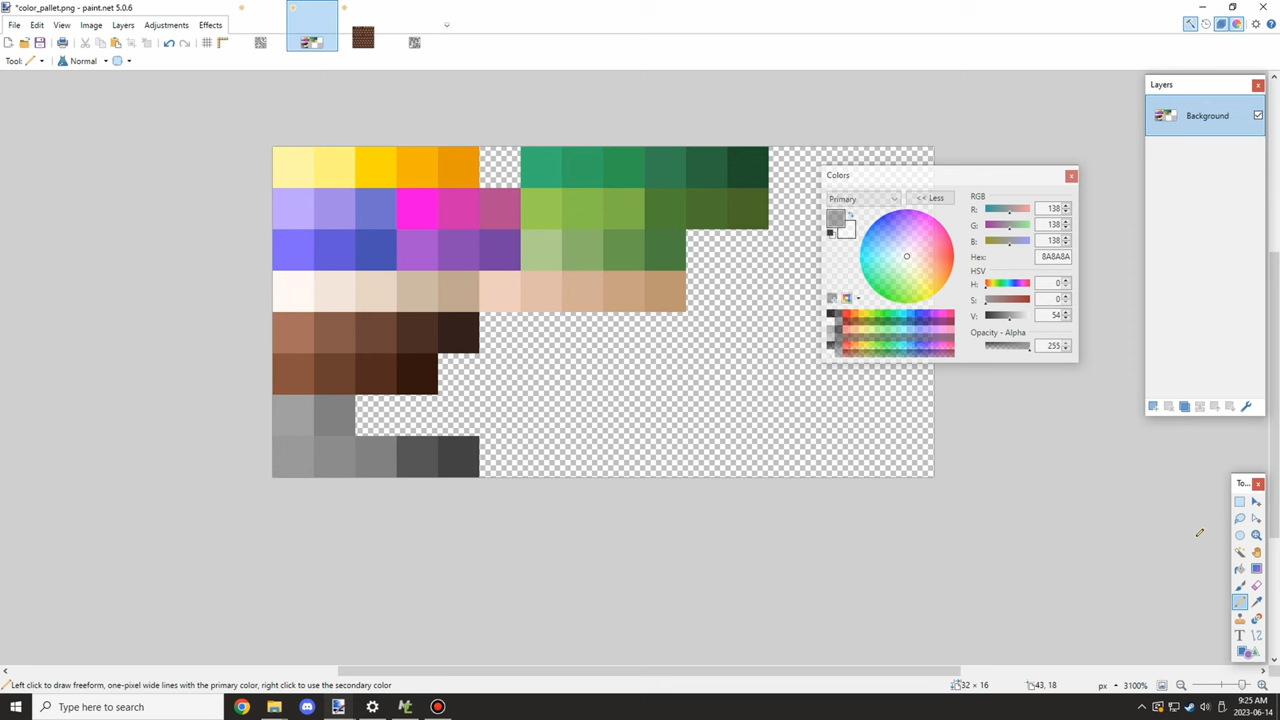 *color_pallet.png - paint.net 5.0.6
File Edit View Image Layers Adjustments Effects
Tool: Normal
Layers
Background
Colors
Primary
<< Less
RGB
R: 138
G: 138
B: 138
Hex: 8A8A8A
HSV
H: 0
S: 0
V: 54
Opacity - Alpha
255
To...
T
Left click to draw freeform, one-pixel wide lines with the primary color, right click to use the secondary color
32 × 16
43, 18
px
3100%
Type here to search
9:25 AM
2023-06-14